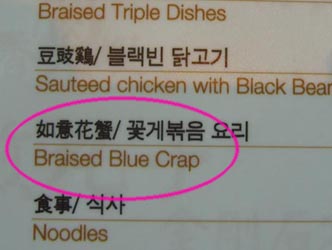 Braised Triple Dishes
豆豉鷄/ 블랙빈 닭고기
Sauteed chicken with Black Bean
如意花蟹/ 꽃게볶음 요리
Braised Blue Crap
食事/ 식사
Noodles